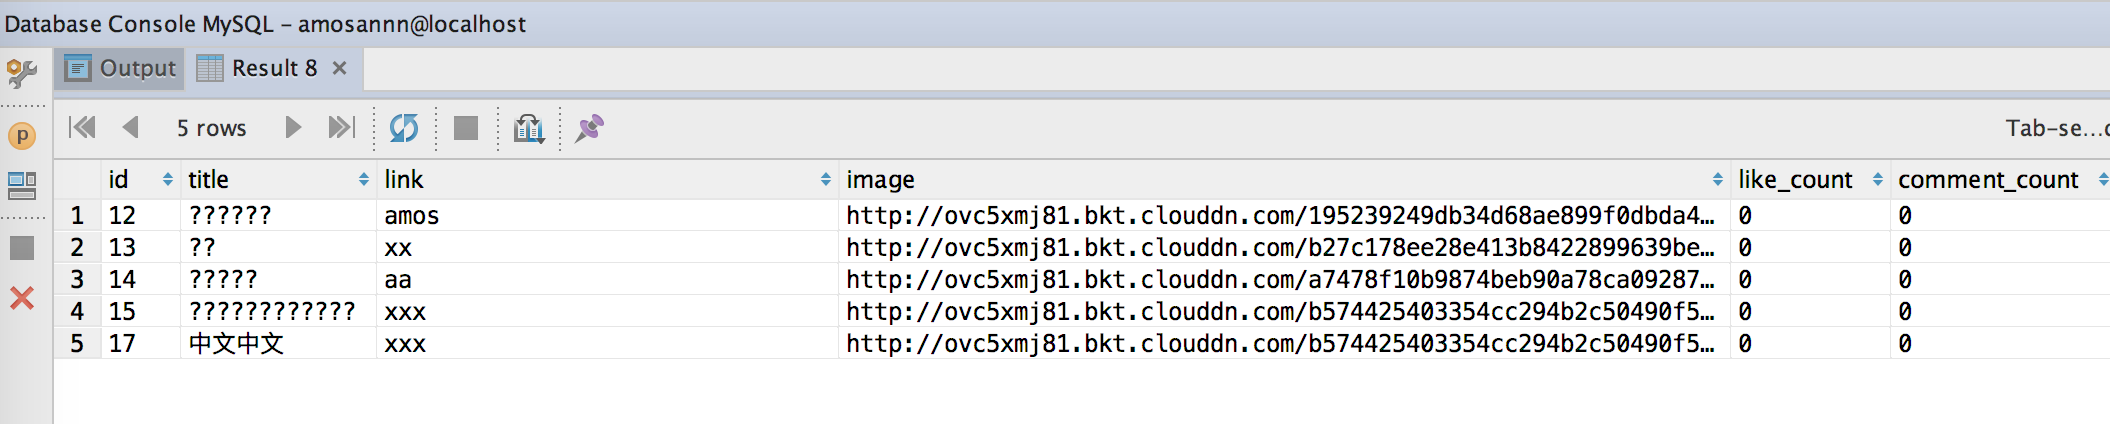 Database Console MySQL – amosannn@localhost
Output Result 8
p 5 rows Tab-se...
id title link image like_count comment_count
1 12 ?????? amos http://ovc5xmj81.bkt.clouddn.com/195239249db34d68ae899f0dbda4... 0 0
2 13 ?? xx http://ovc5xmj81.bkt.clouddn.com/b27c178ee28e413b8422899639be... 0 0
3 14 ????? aa http://ovc5xmj81.bkt.clouddn.com/a7478f10b9874beb90a78ca09287... 0 0
4 15 ???????????? xxx http://ovc5xmj81.bkt.clouddn.com/b574425403354cc294b2c50490f5... 0 0
5 17 中文中文 xxx http://ovc5xmj81.bkt.clouddn.com/b574425403354cc294b2c50490f5... 0 0